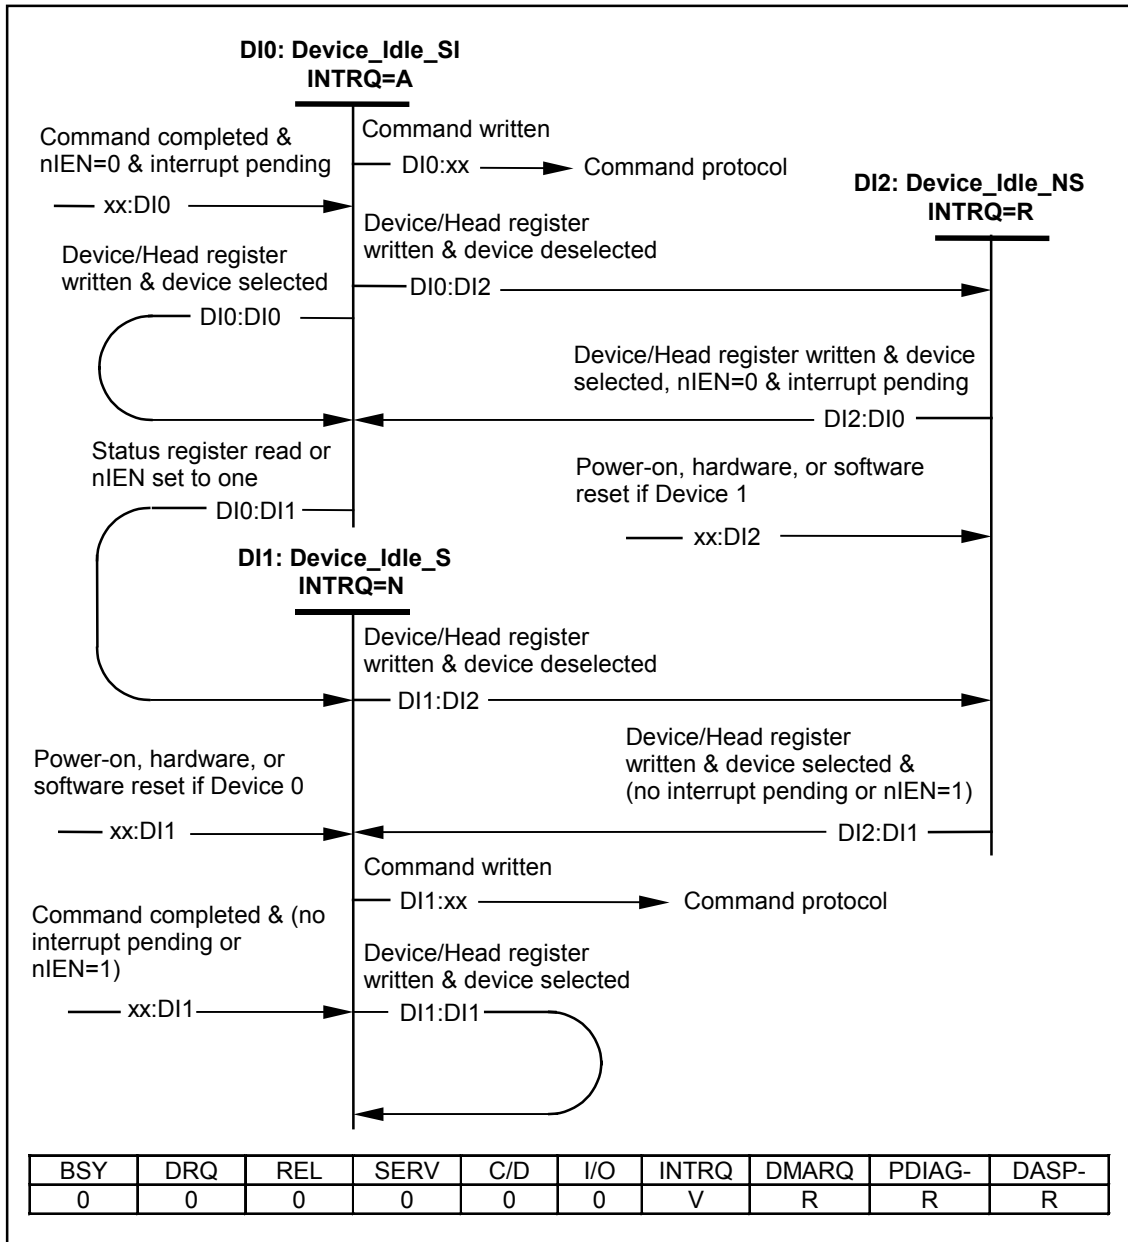 DI0: Device_Idle_SI
INTRQ=A
Command completed &
nIEN=0 & interrupt pending
xx:DI0
Command written
DI0:xx
Command protocol
DI2: Device_Idle_NS
INTRQ=R
Device/Head register
written & device selected
DI0:DI0
Device/Head register
written & device deselected
DI0:DI2
Device/Head register written & device
selected, nIEN=0 & interrupt pending
DI2:DI0
Status register read or
nIEN set to one
DI0:DI1
Power-on, hardware, or software
reset if Device 1
xx:DI2
DI1: Device_Idle_S
INTRQ=N
Device/Head register
written & device deselected
DI1:DI2
Power-on, hardware, or
software reset if Device 0
xx:DI1
Device/Head register
written & device selected &
(no interrupt pending or nIEN=1)
DI2:DI1
Command written
DI1:xx
Command protocol
Command completed & (no
interrupt pending or
nIEN=1)
xx:DI1
Device/Head register
written & device selected
DI1:DI1
BSY DRQ REL SERV C/D I/O INTRQ DMARQ PDIAG- DASP-
0 0 0 0 0 0 V R R R